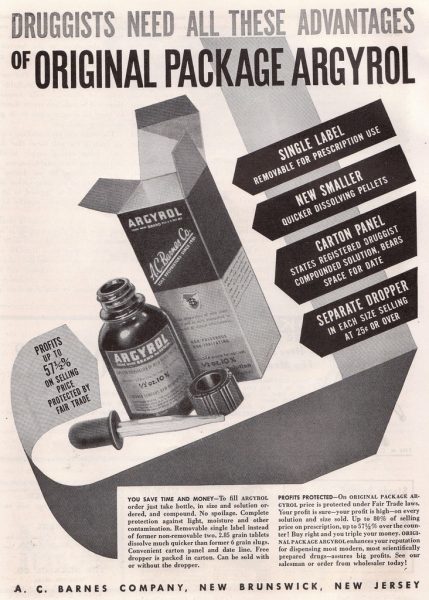 DRUGGISTS NEED ALL THESE ADVANTAGES
OF ORIGINAL PACKAGE ARGYROL
SINGLE LABEL
REMOVABLE FOR PRESCRIPTION USE
NEW SMALLER
QUICKER DISSOLVING PELLETS
CARTON PANEL
STATES REGISTERED DRUGGIST
COMPOUNDED SOLUTION, BEARS
SPACE FOR DATE
SEPARATE DROPPER
IN EACH SIZE SELLING
AT 25¢ OR OVER
ARGYROL
A.C. Barnes Co.
½ oz. 10%
ARGYROL
½ oz. 10%
PROFITS
UP TO
57½%
ON SELLING
PRICE
PROTECTED BY
FAIR TRADE
YOU SAVE TIME AND MONEY—To fill ARGYROL
order just take bottle, in size and solution or-
dered, and compound. No spoilage. Complete
protection against light, moisture and other
contamination. Removable single label instead
of former non-removable two. 2.85 grain tablets
dissolve much quicker than former 6 grain slugs.
Convenient carton panel and date line. Free
dropper is packed in carton. Can be sold with
or without the dropper.
PROFITS PROTECTED—On ORIGINAL PACKAGE AR-
GYROL price is protected under Fair Trade laws.
Your profit is sure—your profit is high—on every
solution and size sold. Up to 80% of selling
price on prescription, up to 57½% over the coun-
ter! Buy right and you triple your money. ORIGI-
NAL PACKAGE ARGYROL enhances your reputation
for dispensing most modern, most scientifically
prepared drugs—assures big profits. See our
salesman or order from wholesaler today!
A. C. BARNES COMPANY, NEW BRUNSWICK, NEW JERSEY